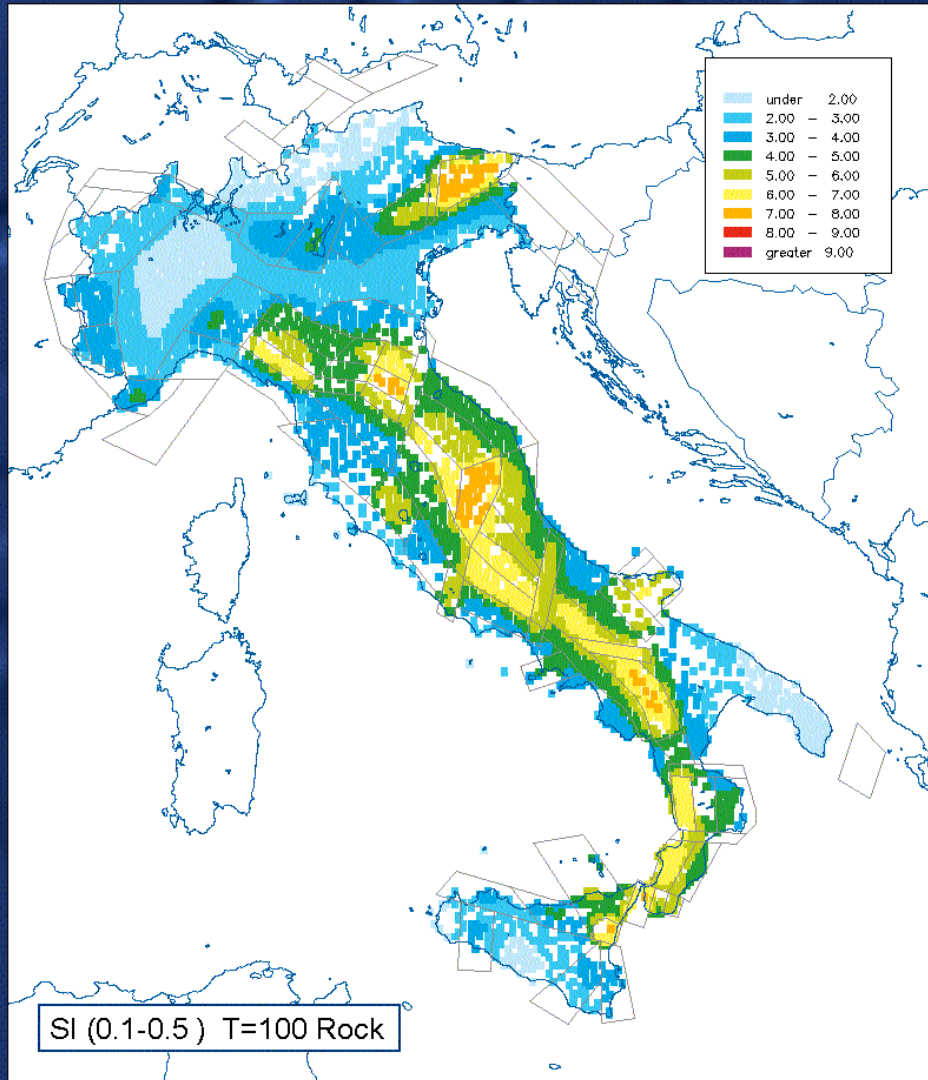 under 2.00
2.00 – 3.00
3.00 – 4.00
4.00 – 5.00
5.00 – 6.00
6.00 – 7.00
7.00 – 8.00
8.00 – 9.00
greater 9.00
SI (0.1-0.5 ) T=100 Rock